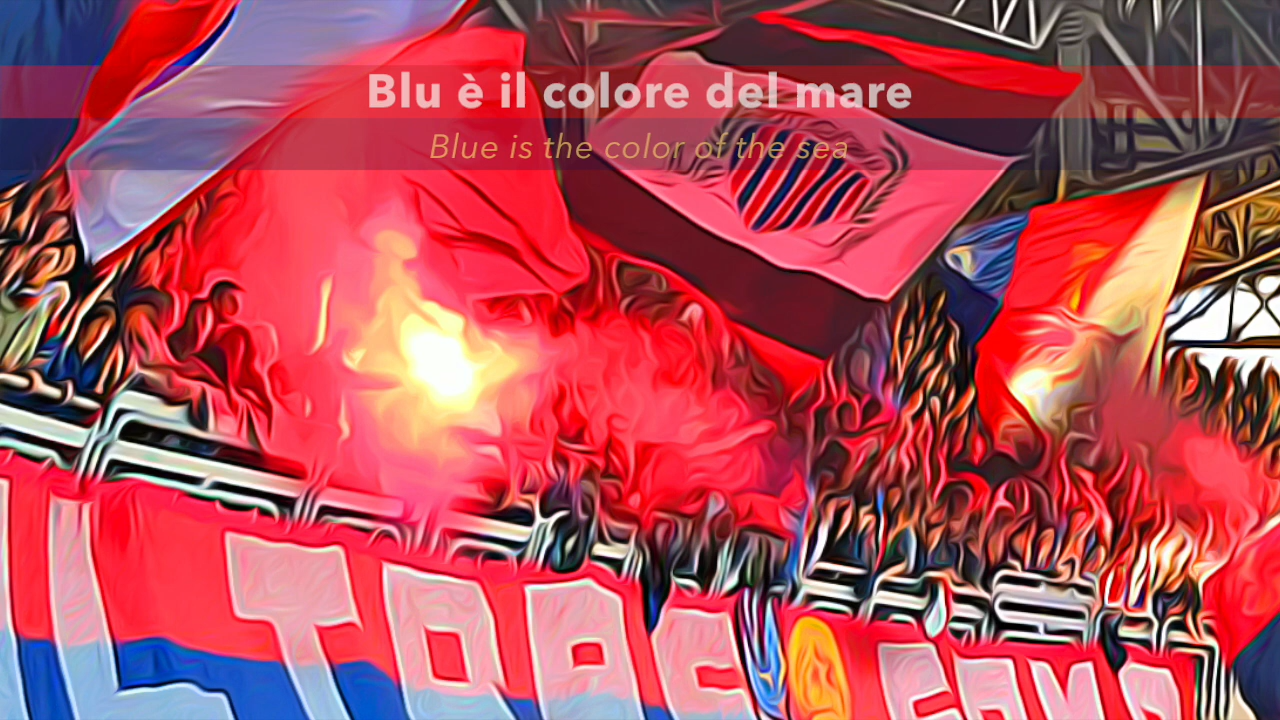 Blu è il colore del mare
Blue is the color of the sea